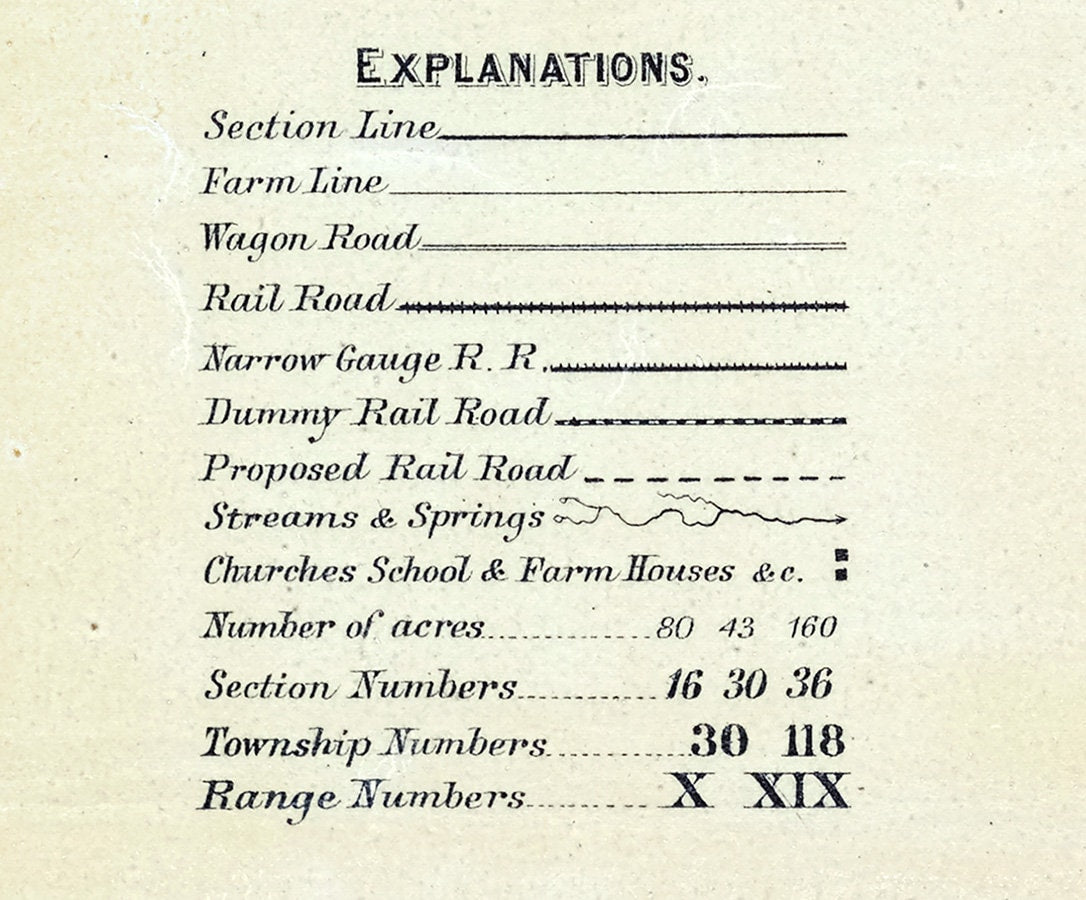 EXPLANATIONS.
Section Line
Farm Line
Wagon Road
Rail Road
Narrow Gauge R. R.
Dummy Rail Road
Proposed Rail Road
Streams & Springs
Churches School & Farm Houses &c.
Number of acres 80 43 160
Section Numbers 16 30 36
Township Numbers 30 118
Range Numbers X XIX